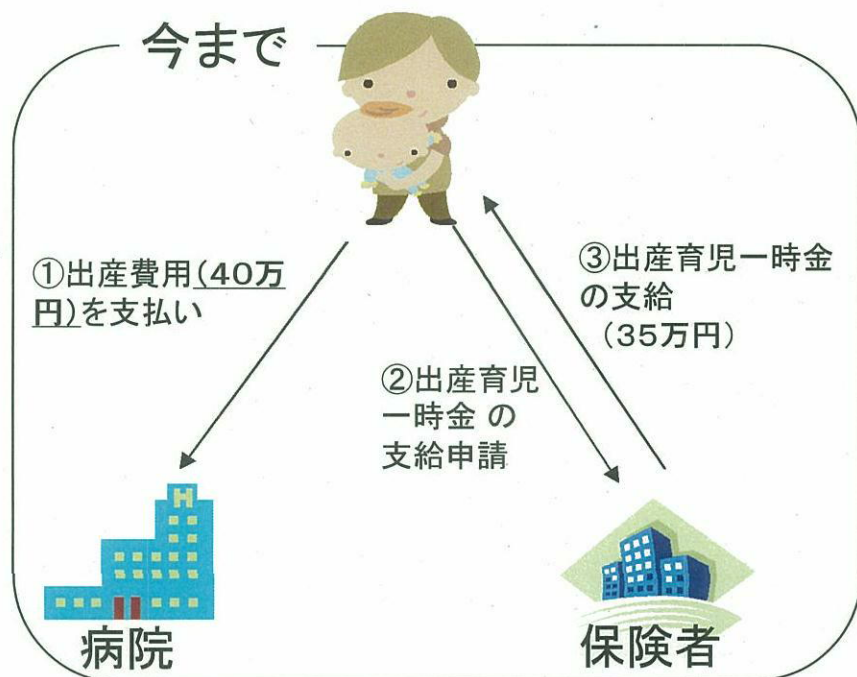 今まで
①出産費用(40万
円)を支払い
②出産育児
一時金 の
支給申請
③出産育児一時金
の支給
(35万円)
H
病院
保険者